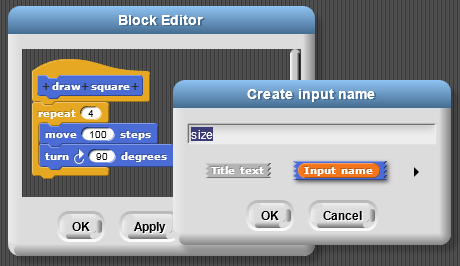 Block Editor
+ draw + square +
repeat 4
move 100 steps
turn 90 degrees
OK
Apply
Create input name
size
Title text
Input name
OK
Cancel